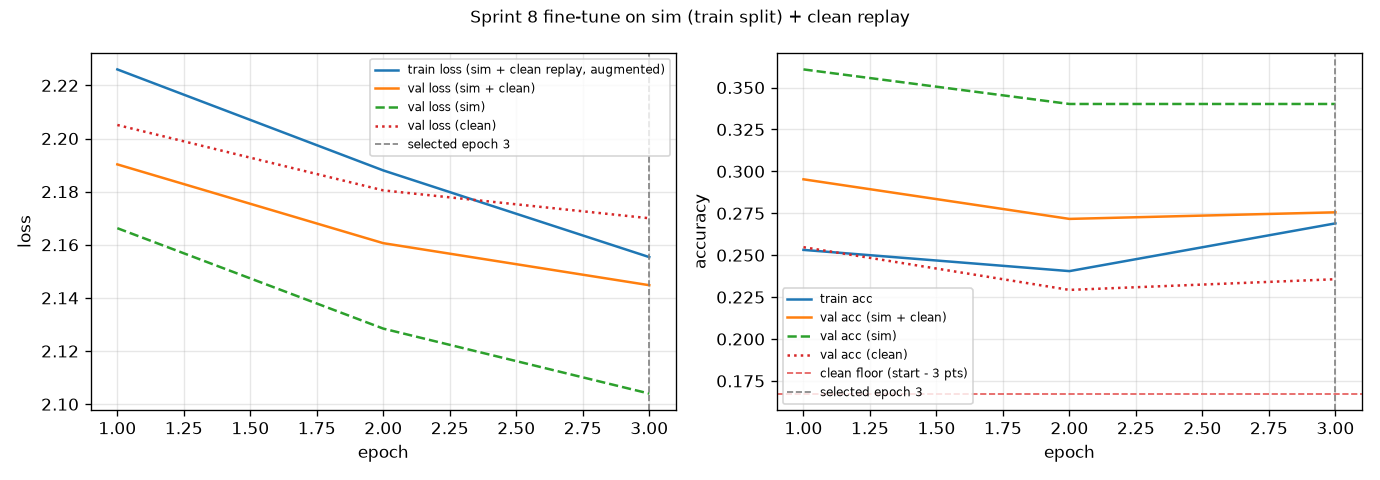 Sprint 8 fine-tune on sim (train split) + clean replay
loss
2.22
2.20
2.18
2.16
2.14
2.12
2.10
train loss (sim + clean replay, augmented)
val loss (sim + clean)
val loss (sim)
val loss (clean)
selected epoch 3
1.00 1.25 1.50 1.75 2.00 2.25 2.50 2.75 3.00
epoch
accuracy
0.350
0.325
0.300
0.275
0.250
0.225
0.200
0.175
train acc
val acc (sim + clean)
val acc (sim)
val acc (clean)
clean floor (start - 3 pts)
selected epoch 3
1.00 1.25 1.50 1.75 2.00 2.25 2.50 2.75 3.00
epoch